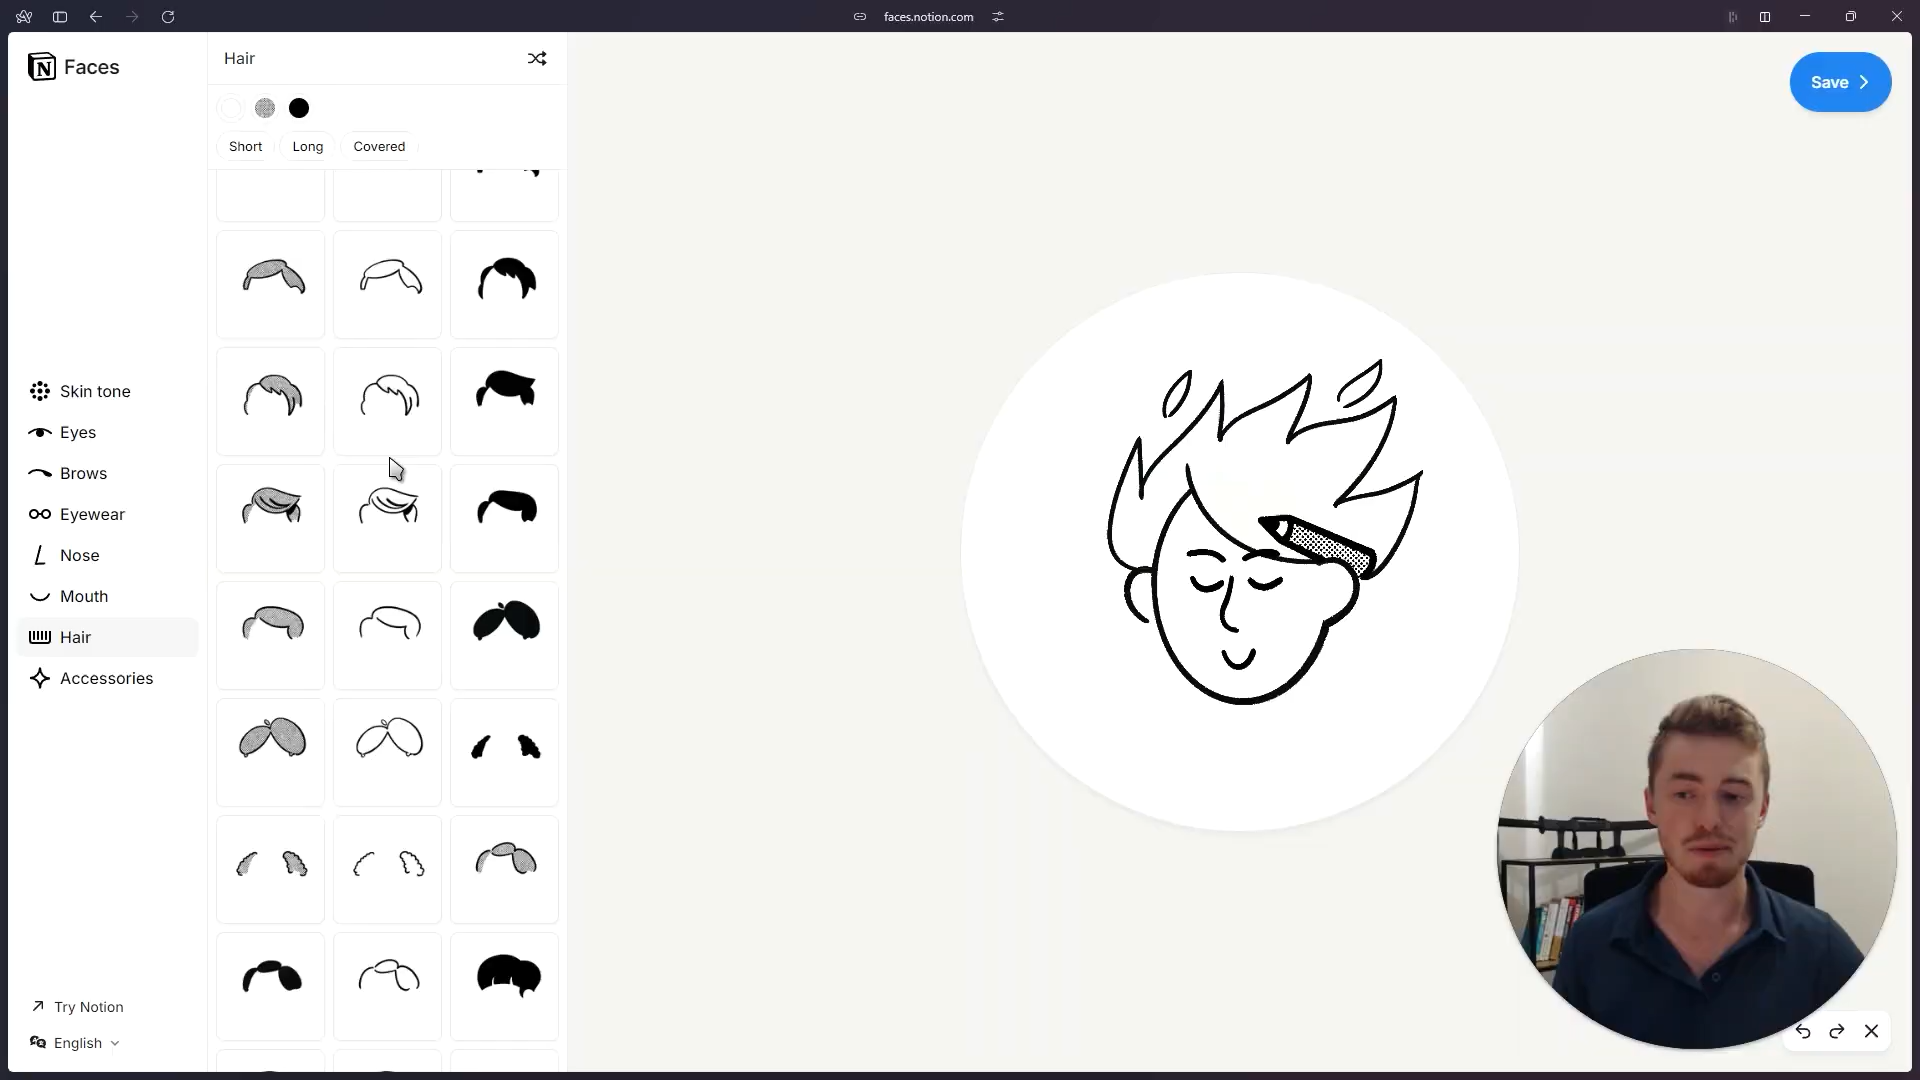 faces.notion.com
N Faces
Hair
Save
Short
Long
Covered
Skin tone
Eyes
Brows
Eyewear
Nose
Mouth
Hair
Accessories
Try Notion
English